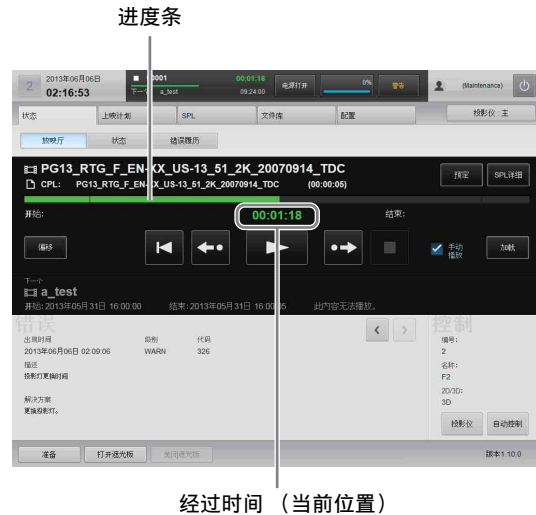 进度条
2 2013年06月06日 02:16:53
0001 00:01:18
下一个 a_test 09:24:00
电源打开 0% 警告 (Maintenance)
状态 上映计划 SPL 文件库 配置 投影仪：主
放映厅 状态 错误履历
PG13_RTG_F_EN-XX_US-13_51_2K_20070914_TDC
CPL: PG13_RTG_F_EN-XX_US-13_51_2K_20070914_TDC (00:00:05)
预定 SPL详细
开始: 00:01:18 结束:
偏移 手动播放 加载
下一个
a_test
开始:2013年05月31日 16:00:00 结束:2013年05月31日 16:00:05 此内容无法播放。
错误 控制
出现时间 级别 代码 编号:
2013年06月06日 02:09:06 WARN 326 2
描述 名称:
投影灯更换时间 F2
2D/3D:
解决方案 3D
更换投影灯。
投影仪 自动控制
准备 打开遮光板 关闭遮光板 版本1.10.0
经过时间 （当前位置）